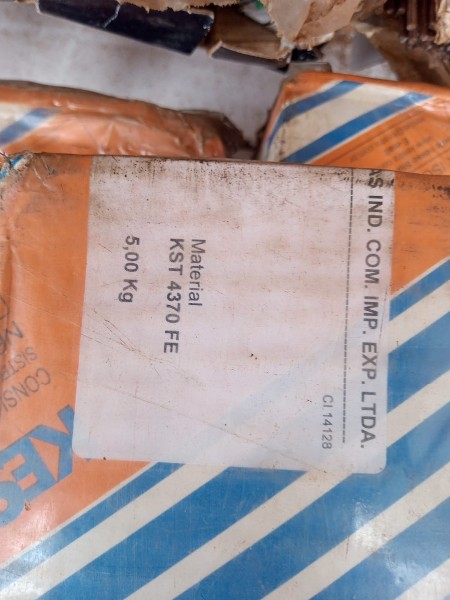 AS IND. COM. IMP. EXP. LTDA.
CI 14128
Material
KST 4370 FE
5,00 Kg